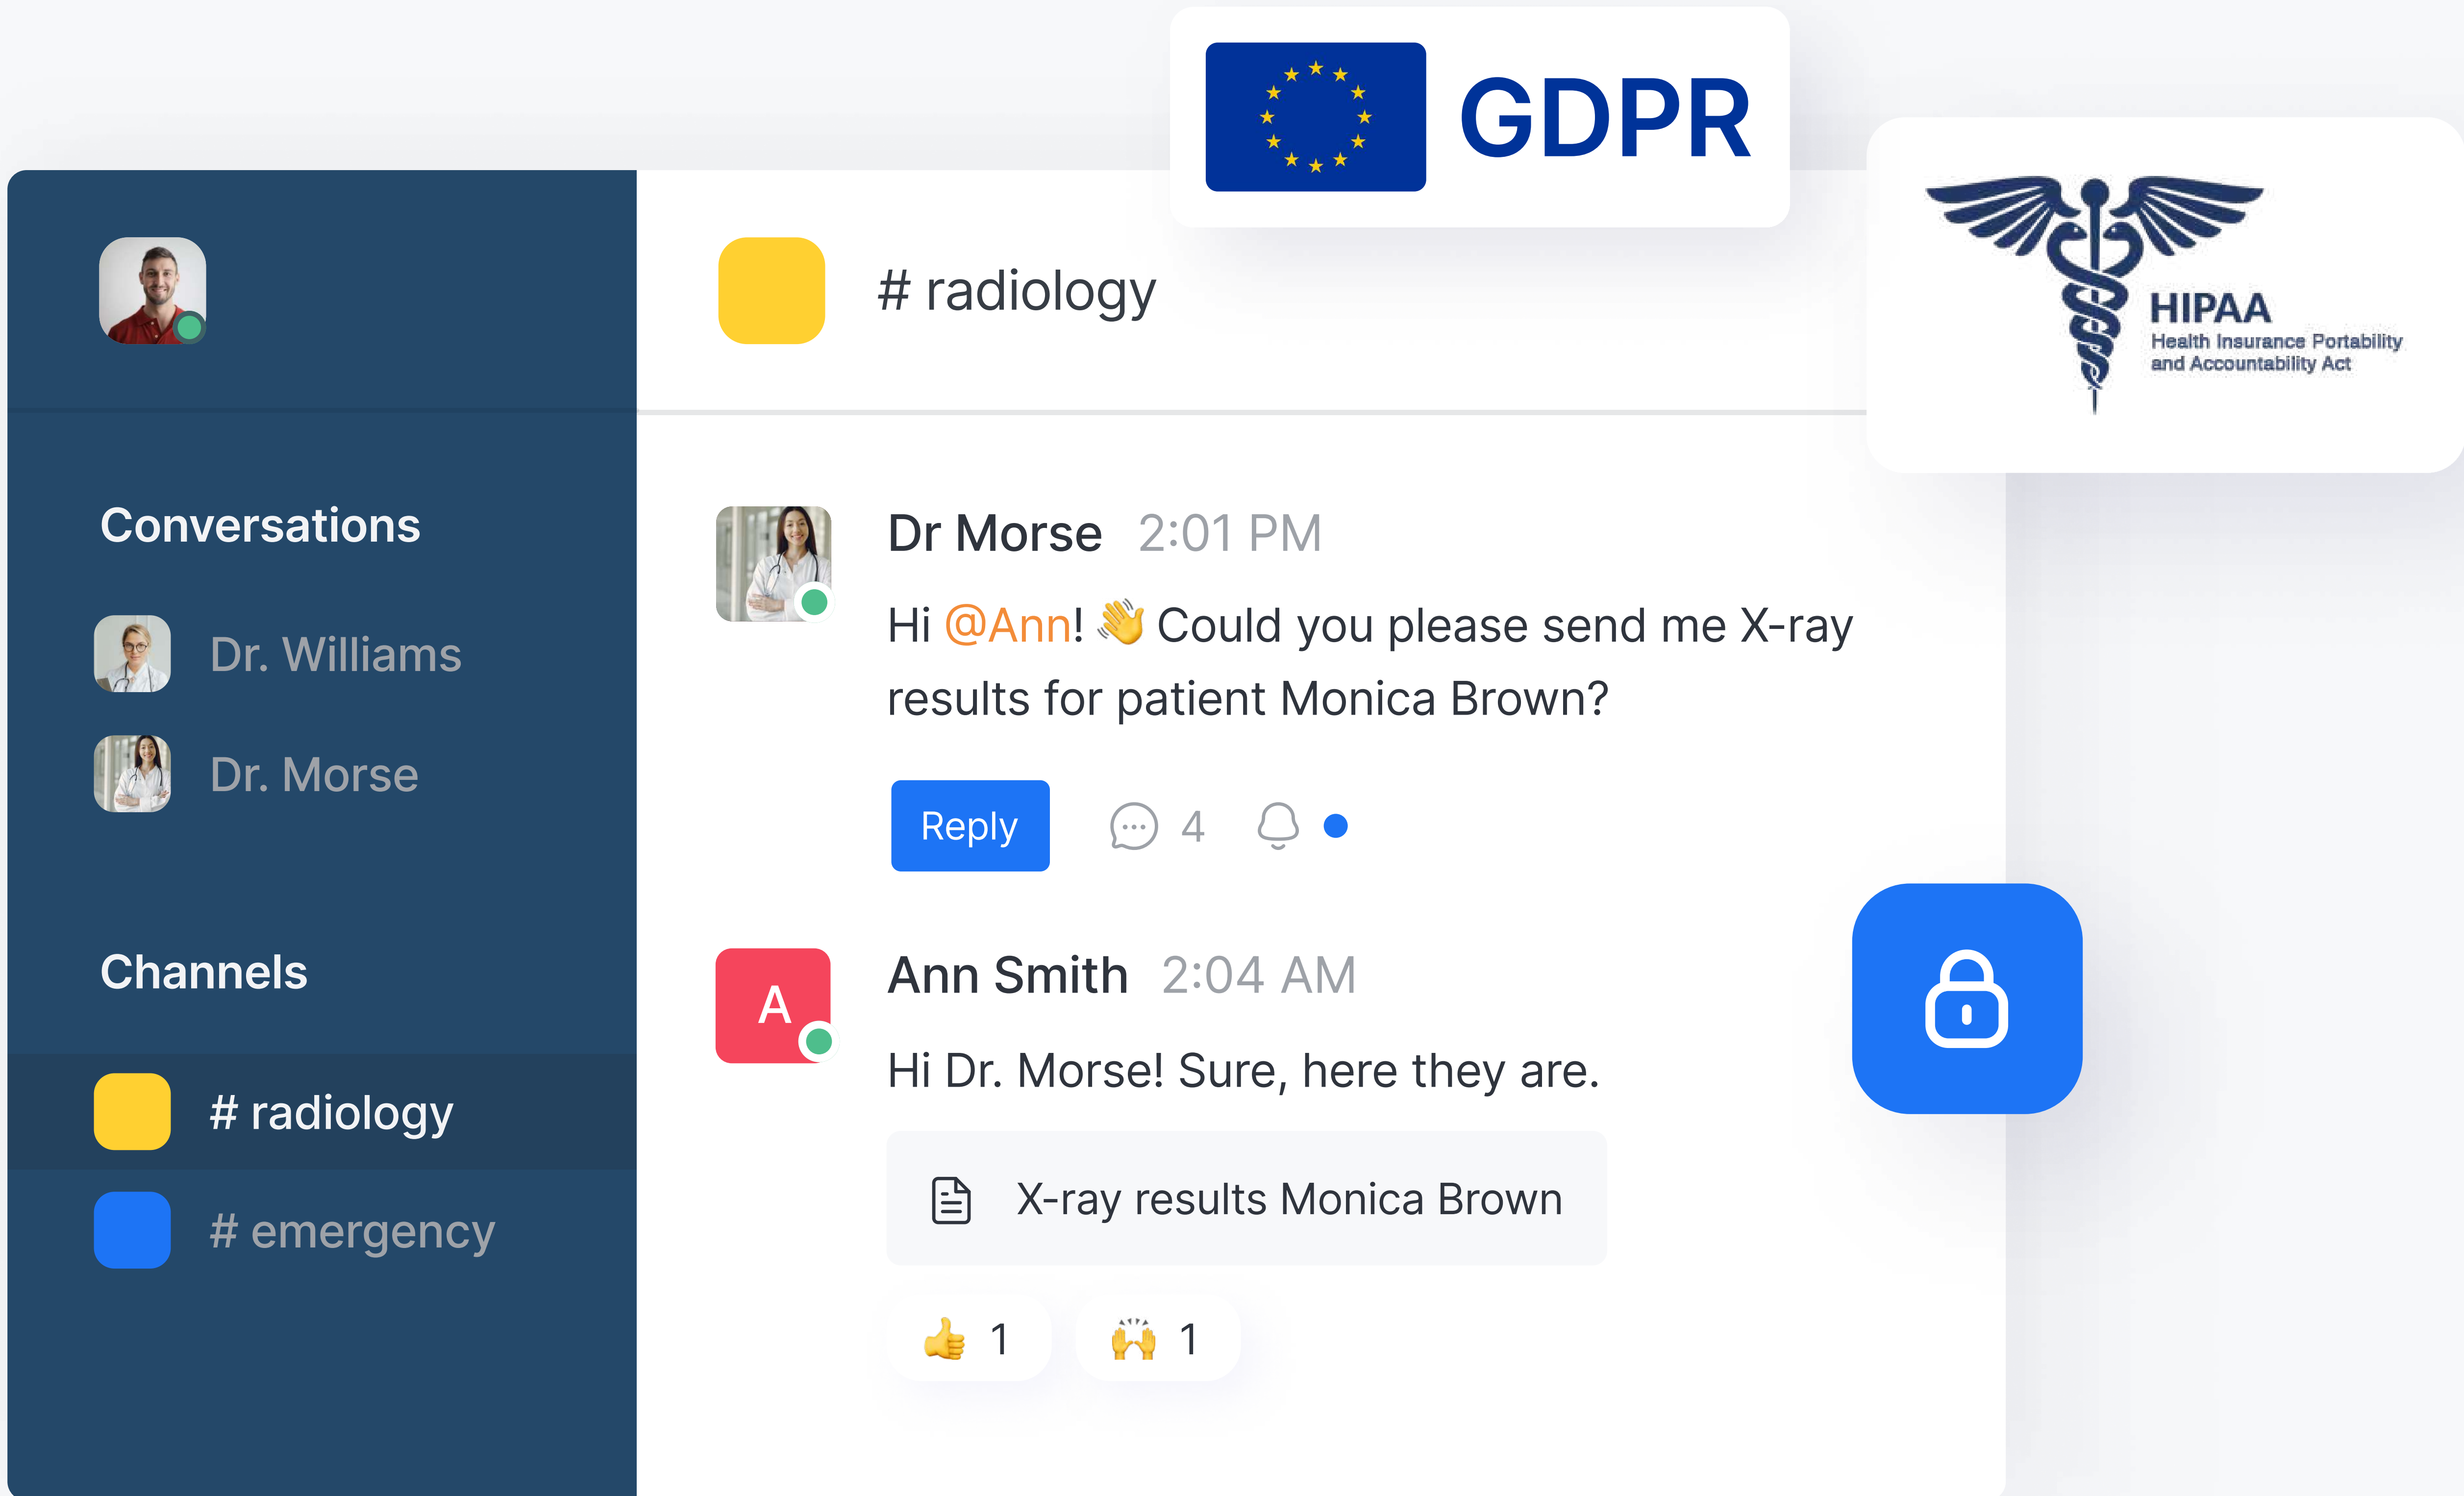 GDPR
HIPAA
Health Insurance Portability
and Accountability Act
# radiology
Conversations
Dr. Williams
Dr. Morse
Channels
# radiology
# emergency
Dr Morse 2:01 PM
Hi @Ann! 👋 Could you please send me X-ray
results for patient Monica Brown?
Reply 4
A
Ann Smith 2:04 AM
Hi Dr. Morse! Sure, here they are.
X-ray results Monica Brown
👍 1 🙌 1